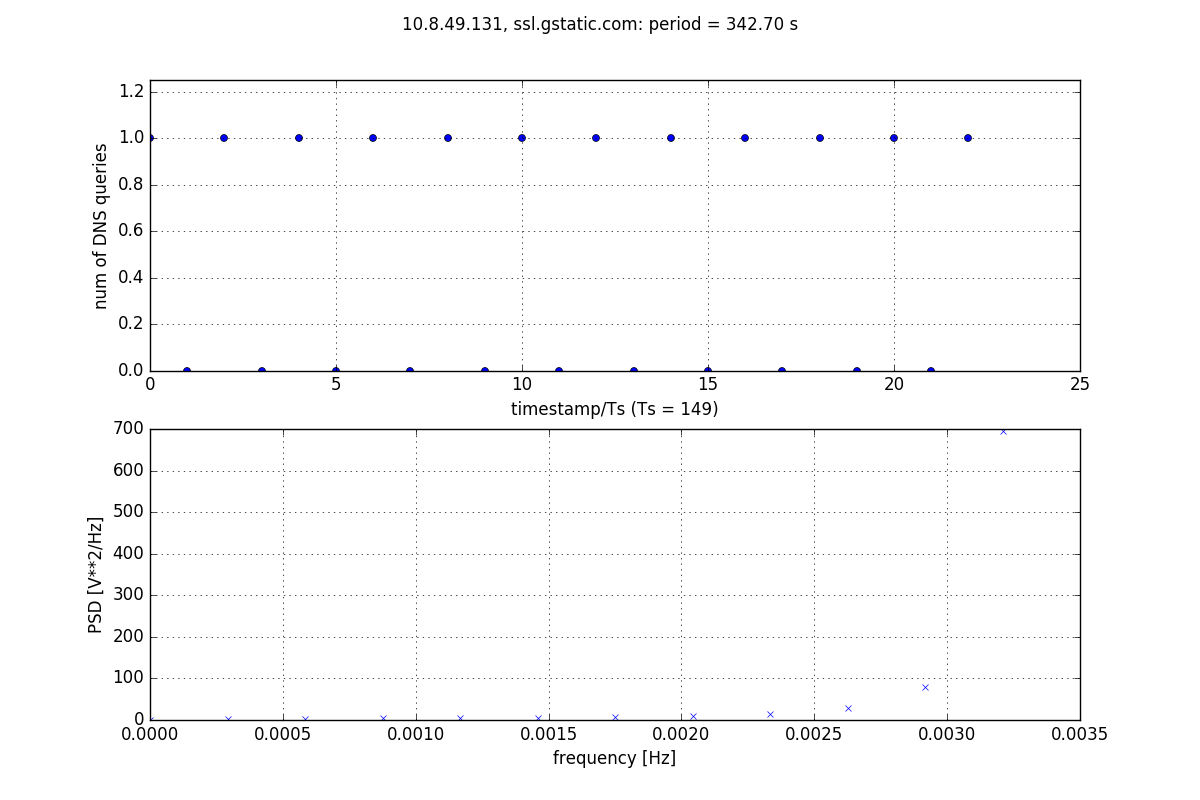 10.8.49.131, ssl.gstatic.com: period = 342.70 s
1.2
1.0
0.8
0.6
0.4
0.2
0.0
num of DNS queries
0 5 10 15 20 25
timestamp/Ts (Ts = 149)
700
600
500
400
300
200
100
0
PSD [V**2/Hz]
0.0000 0.0005 0.0010 0.0015 0.0020 0.0025 0.0030 0.0035
frequency [Hz]